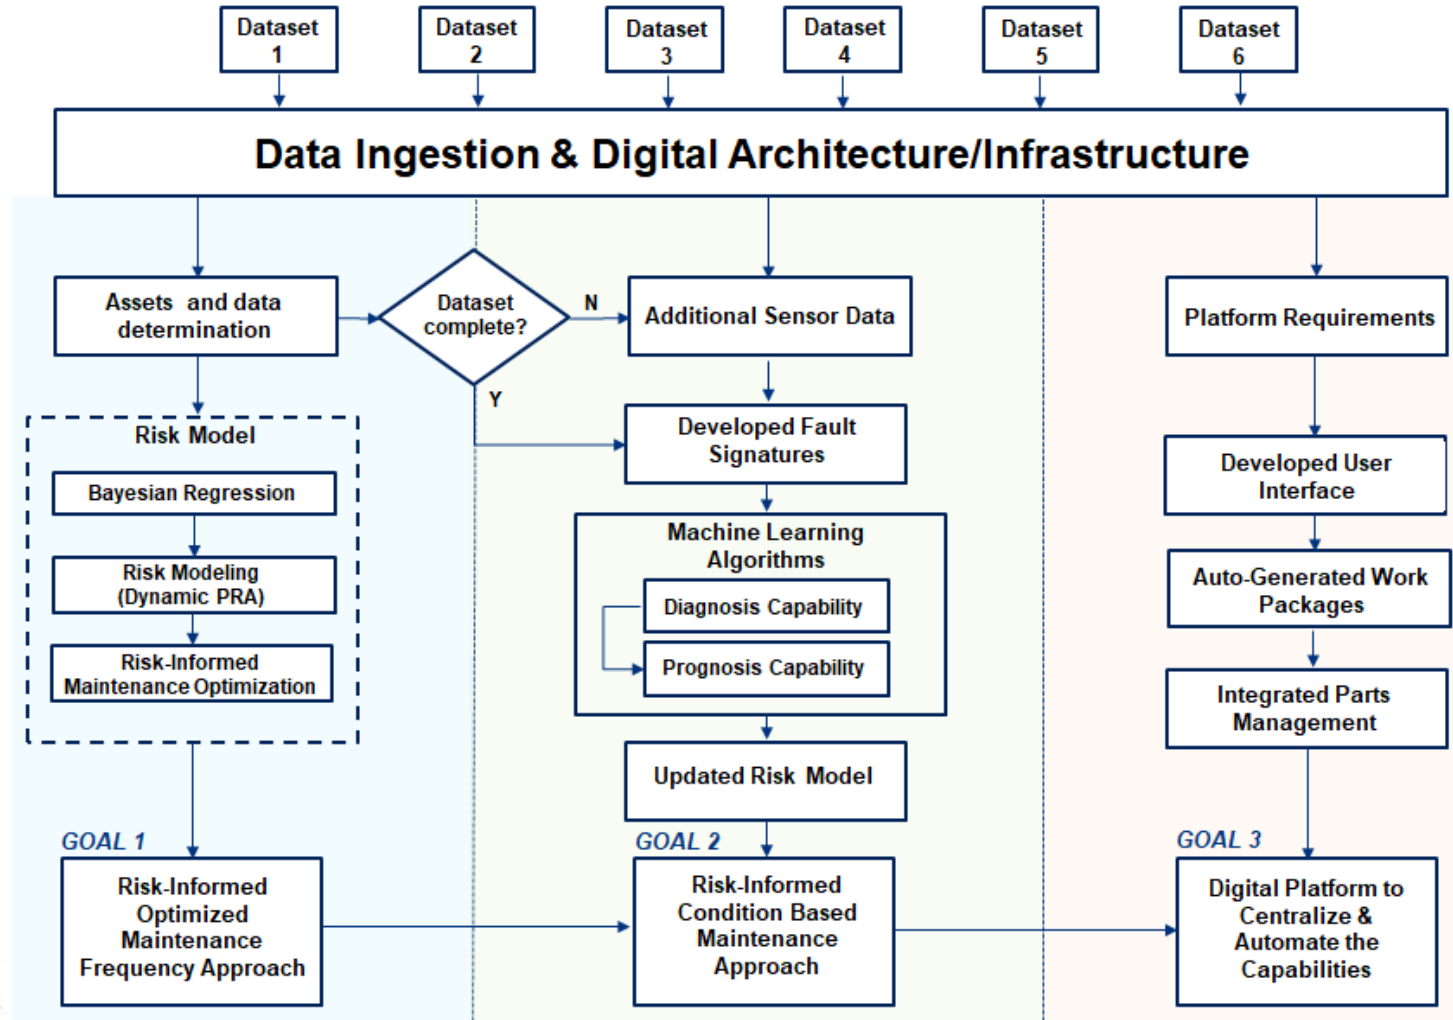 Dataset
1
Dataset
2
Dataset
3
Dataset
4
Dataset
5
Dataset
6
Data Ingestion & Digital Architecture/Infrastructure
Assets and data
determination
Dataset
complete?
N
Y
Additional Sensor Data
Platform Requirements
Risk Model
Bayesian Regression
Risk Modeling
(Dynamic PRA)
Risk-Informed
Maintenance Optimization
Developed Fault
Signatures
Machine Learning
Algorithms
Diagnosis Capability
Prognosis Capability
Updated Risk Model
Developed User
Interface
Auto-Generated Work
Packages
Integrated Parts
Management
GOAL 1
Risk-Informed
Optimized
Maintenance
Frequency Approach
GOAL 2
Risk-Informed
Condition Based
Maintenance
Approach
GOAL 3
Digital Platform to
Centralize &
Automate the
Capabilities